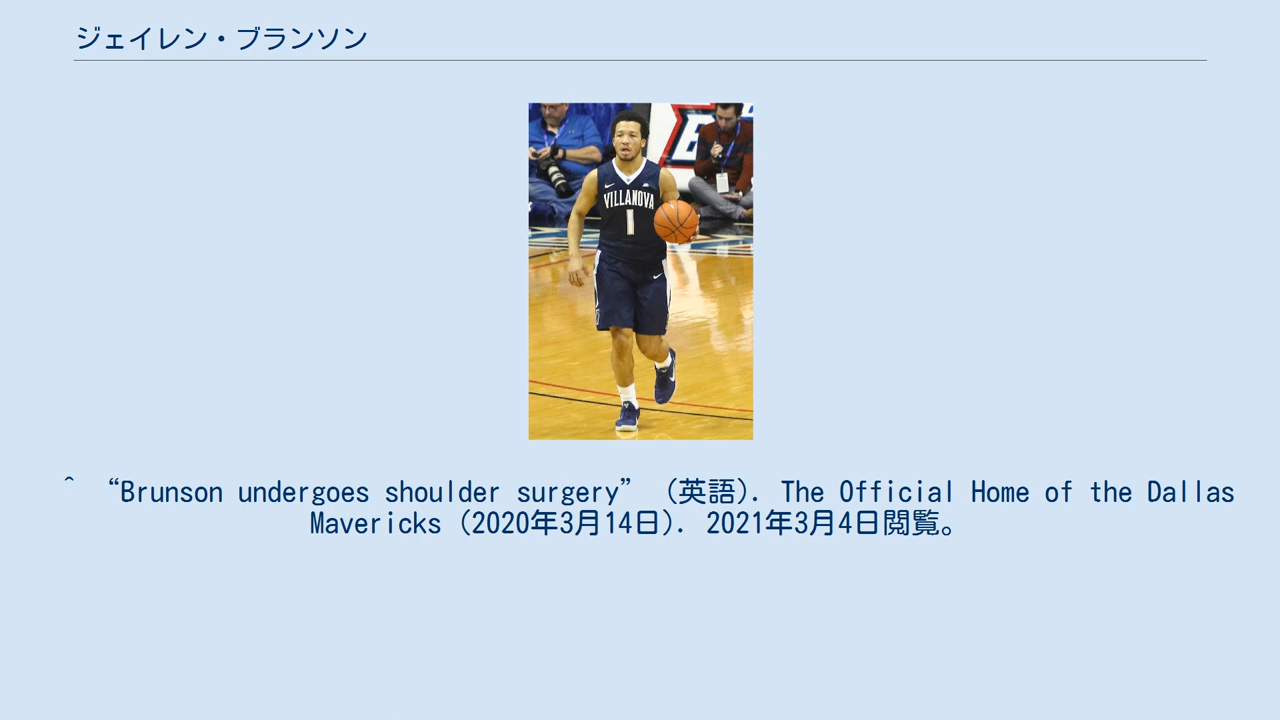 ジェイレン・ブランソン
VILLANOVA
1
^ “Brunson undergoes shoulder surgery” (英語). The Official Home of the Dallas
Mavericks (2020年3月14日). 2021年3月4日閲覧。